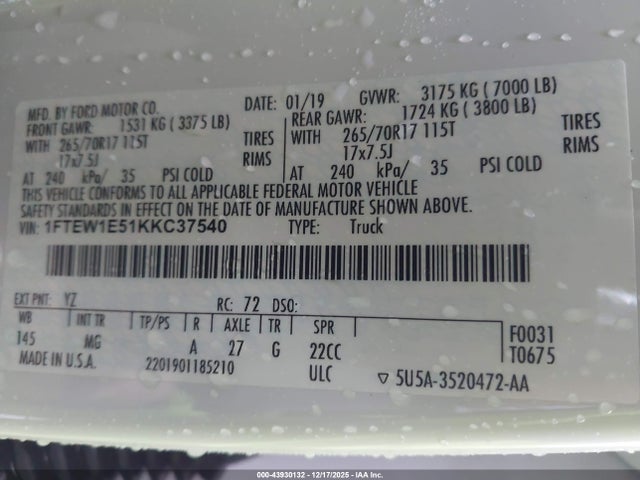 MFD. BY FORD MOTOR CO.
DATE: 01/19 GVWR: 3175 KG (7000 LB)
FRONT GAWR: 1531 KG (3375 LB)
REAR GAWR: 1724 KG (3800 LB)
WITH 265/70R17 115T TIRES
WITH 265/70R17 115T TIRES
17x7.5J RIMS
17x7.5J RIMS
AT 240 kPa/ 35 PSI COLD
AT 240 kPa/ 35 PSI COLD
THIS VEHICLE CONFORMS TO ALL APPLICABLE FEDERAL MOTOR VEHICLE
SAFETY STANDARDS IN EFFECT ON THE DATE OF MANUFACTURE SHOWN ABOVE.
VIN: 1FTEW1E51KKC37540 TYPE: Truck
EXT PNT: YZ RC: 72 DSO:
WB INT TR TP/PS R AXLE TR SPR
145 MG A 27 G 22CC
F0031
T0675
MADE IN U.S.A. 2201901185210 ULC
▽ 5U5A-3520472-AA
000-43930132 - 12/17/2025 - IAA Inc.